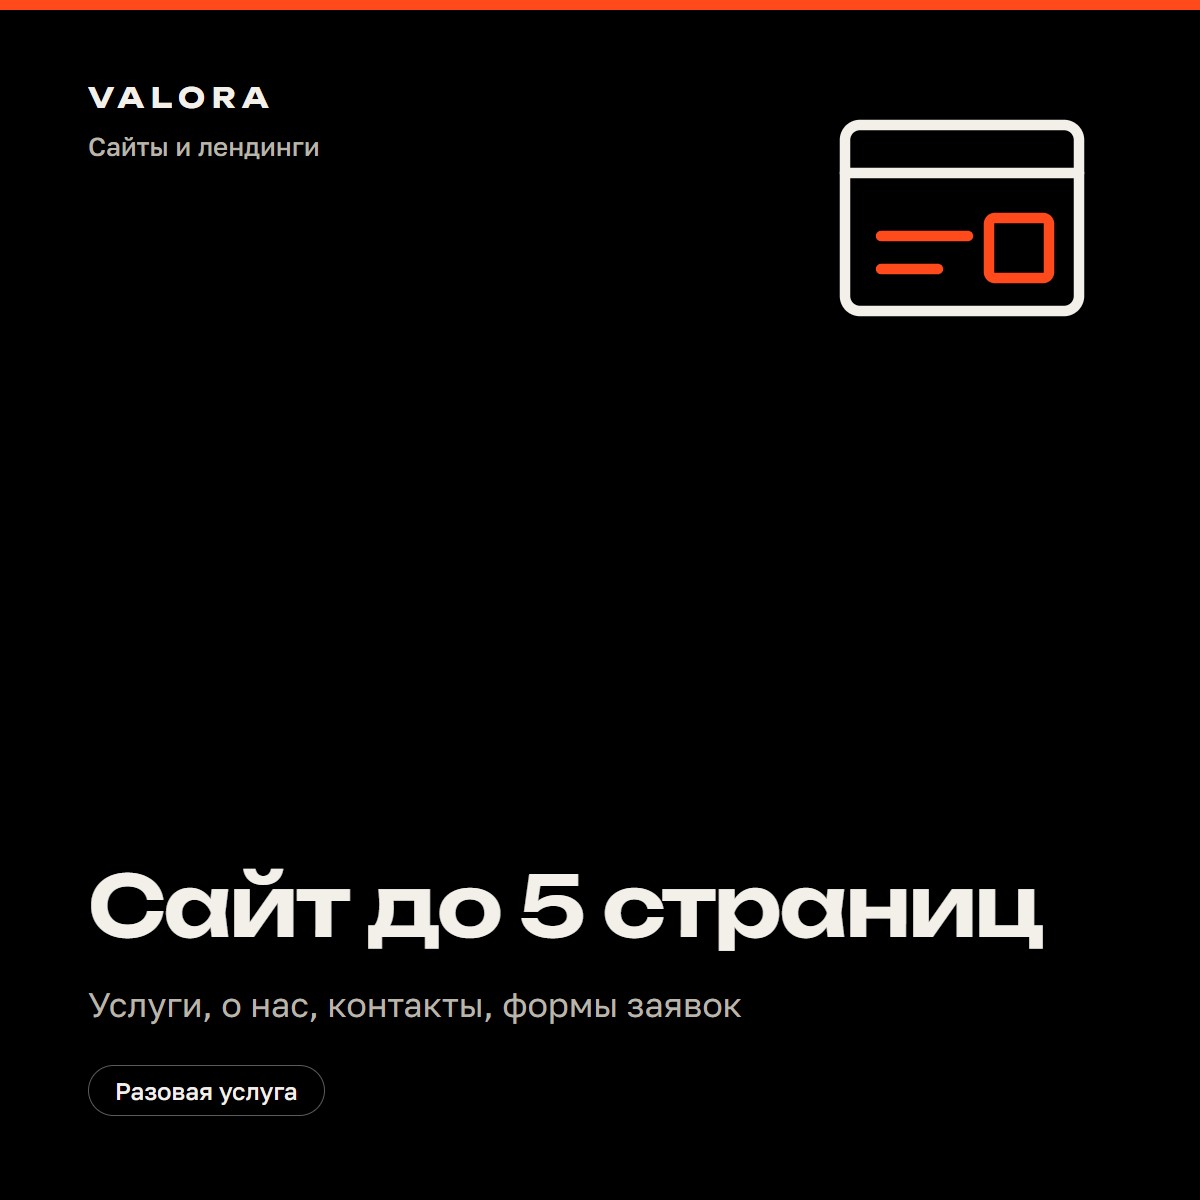 VALORA
Сайты и лендинги
Сайт до 5 страниц
Услуги, о нас, контакты, формы заявок
Разовая услуга